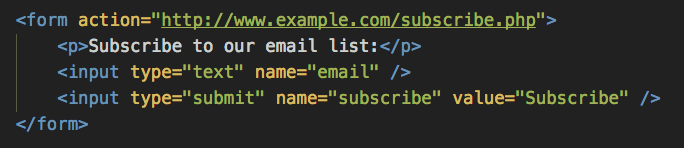 <form action="http://www.example.com/subscribe.php">
<p>Subscribe to our email list:</p>
<input type="text" name="email" />
<input type="submit" name="subscribe" value="Subscribe" />
</form>